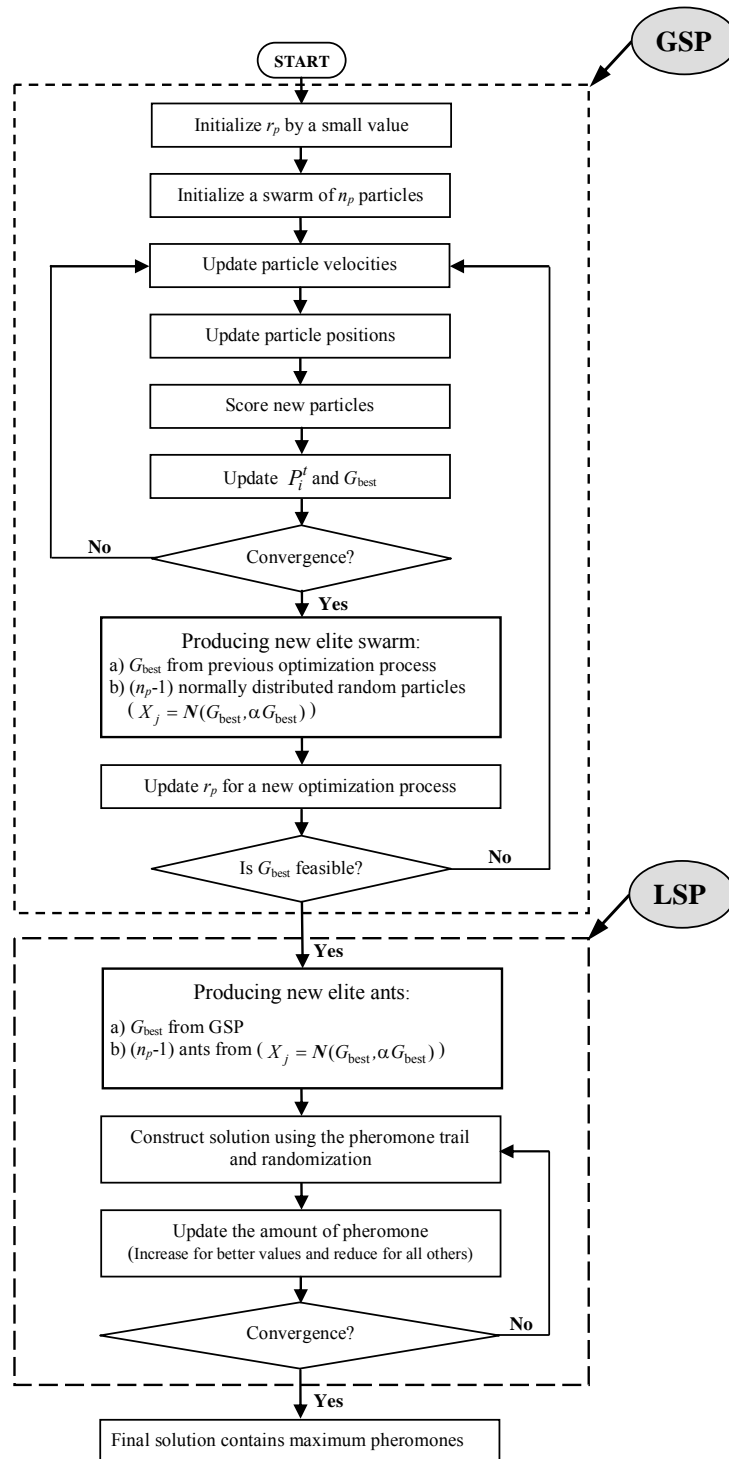 GSP
START
Initialize r_p by a small value
Initialize a swarm of n_p particles
Update particle velocities
Update particle positions
Score new particles
Update P_i^t and G_best
No
Convergence?
Yes
Producing new elite swarm:
a) G_best from previous optimization process
b) (n_p-1) normally distributed random particles
( X_j = N(G_best, αG_best) )
Update r_p for a new optimization process
Is G_best feasible?
No
LSP
Yes
Producing new elite ants:
a) G_best from GSP
b) (n_p-1) ants from ( X_j = N(G_best, αG_best) )
Construct solution using the pheromone trail
and randomization
Update the amount of pheromone
(Increase for better values and reduce for all others)
No
Convergence?
Yes
Final solution contains maximum pheromones